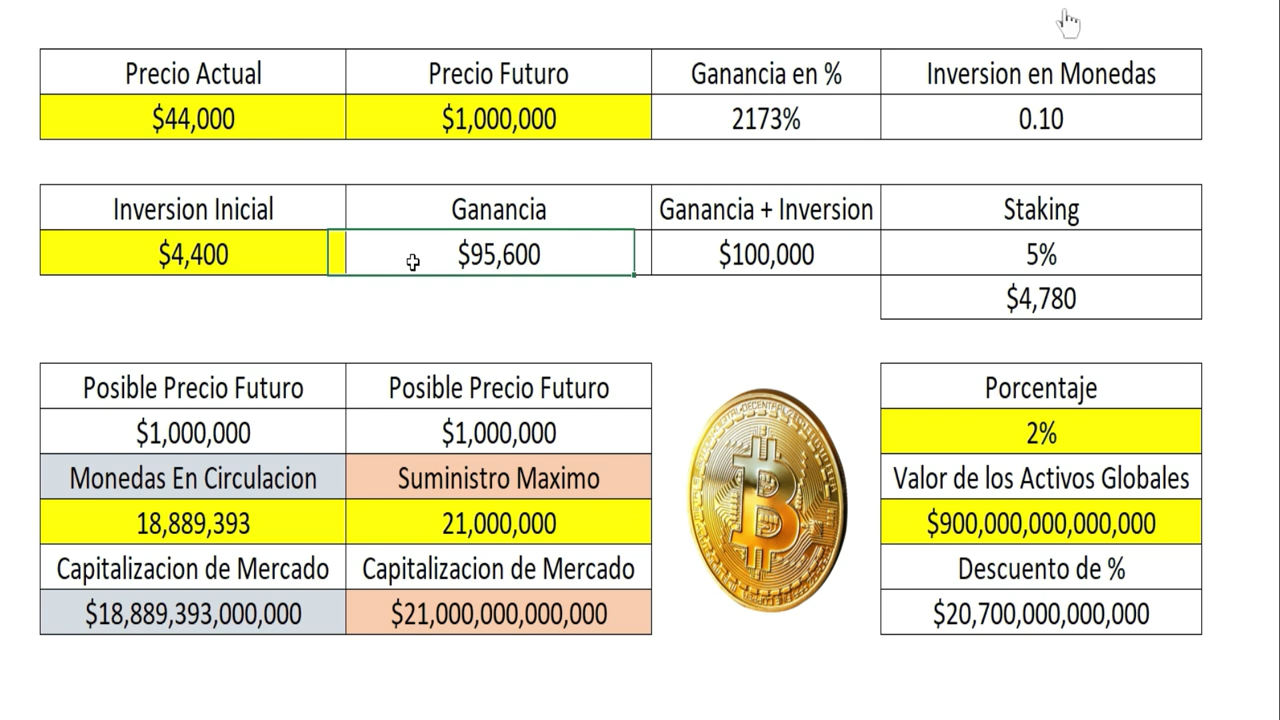 Precio Actual Precio Futuro Ganancia en % Inversion en Monedas
$44,000 $1,000,000 2173% 0.10
Inversion Inicial Ganancia Ganancia + Inversion Staking
$4,400 $95,600 $100,000 5%
$4,780
Posible Precio Futuro Posible Precio Futuro Porcentaje
$1,000,000 $1,000,000 2%
Monedas En Circulacion Suministro Maximo Valor de los Activos Globales
18,889,393 21,000,000 $900,000,000,000,000
Capitalizacion de Mercado Capitalizacion de Mercado Descuento de %
$18,889,393,000,000 $21,000,000,000,000 $20,700,000,000,000